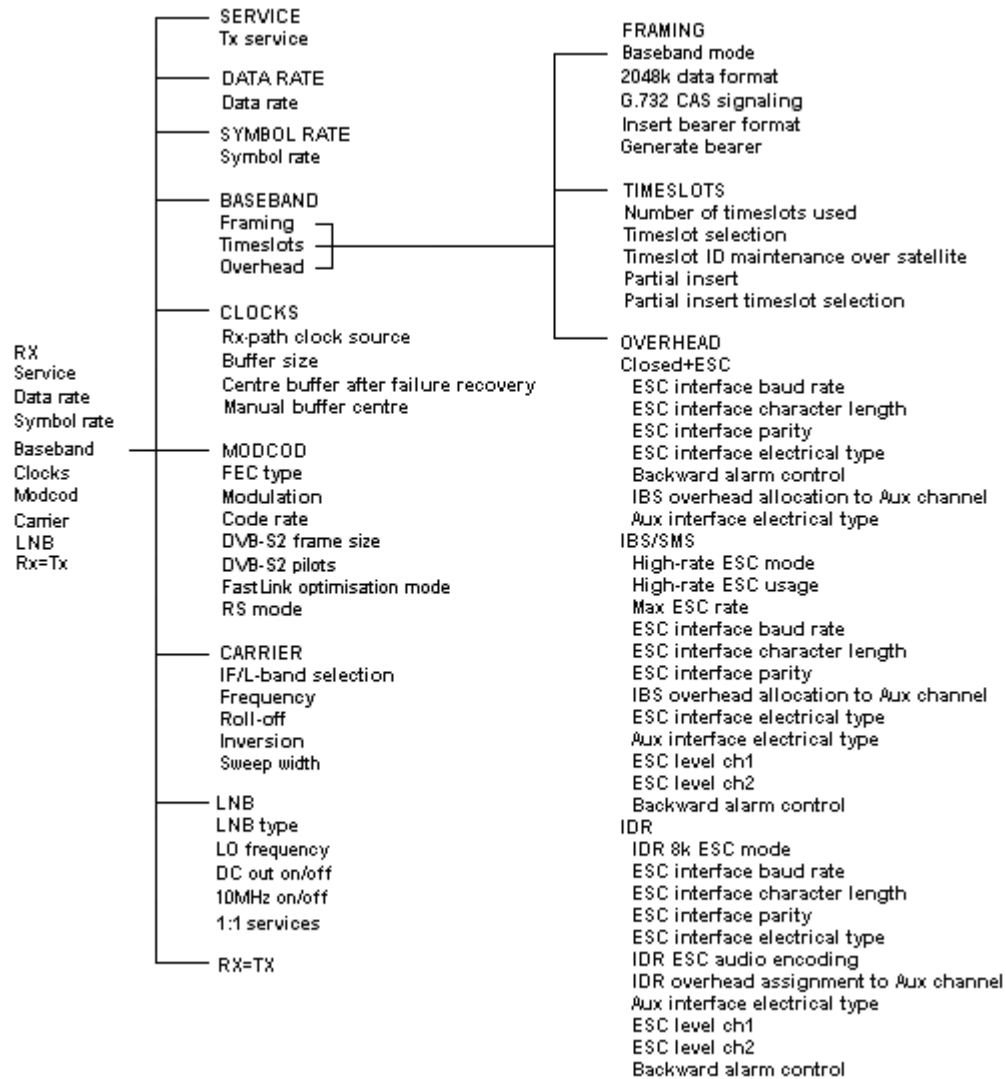 RX
Service
Data rate
Symbol rate
Baseband
Clocks
Modcod
Carrier
LNB
Rx=Tx
SERVICE
Tx service
DATA RATE
Data rate
SYMBOL RATE
Symbol rate
BASEBAND
Framing
Timeslots
Overhead
CLOCKS
Rx-path clock source
Buffer size
Centre buffer after failure recovery
Manual buffer centre
MODCOD
FEC type
Modulation
Code rate
DVB-S2 frame size
DVB-S2 pilots
FastLink optimisation mode
RS mode
CARRIER
IF/L-band selection
Frequency
Roll-off
Inversion
Sweep width
LNB
LNB type
LO frequency
DC out on/off
10MHz on/off
1:1 services
RX=TX
FRAMING
Baseband mode
2048k data format
G.732 CAS signaling
Insert bearer format
Generate bearer
TIMESLOTS
Number of timeslots used
Timeslot selection
Timeslot ID maintenance over satellite
Partial insert
Partial insert timeslot selection
OVERHEAD
Closed+ESC
ESC interface baud rate
ESC interface character length
ESC interface parity
ESC interface electrical type
Backward alarm control
IBS overhead allocation to Aux channel
Aux interface electrical type
IBS/SMS
High-rate ESC mode
High-rate ESC usage
Max ESC rate
ESC interface baud rate
ESC interface character length
ESC interface parity
IBS overhead allocation to Aux channel
ESC interface electrical type
Aux interface electrical type
ESC level ch1
ESC level ch2
Backward alarm control
IDR
IDR 8k ESC mode
ESC interface baud rate
ESC interface character length
ESC interface parity
ESC interface electrical type
IDR ESC audio encoding
IDR overhead assignment to Aux channel
Aux interface electrical type
ESC level ch1
ESC level ch2
Backward alarm control